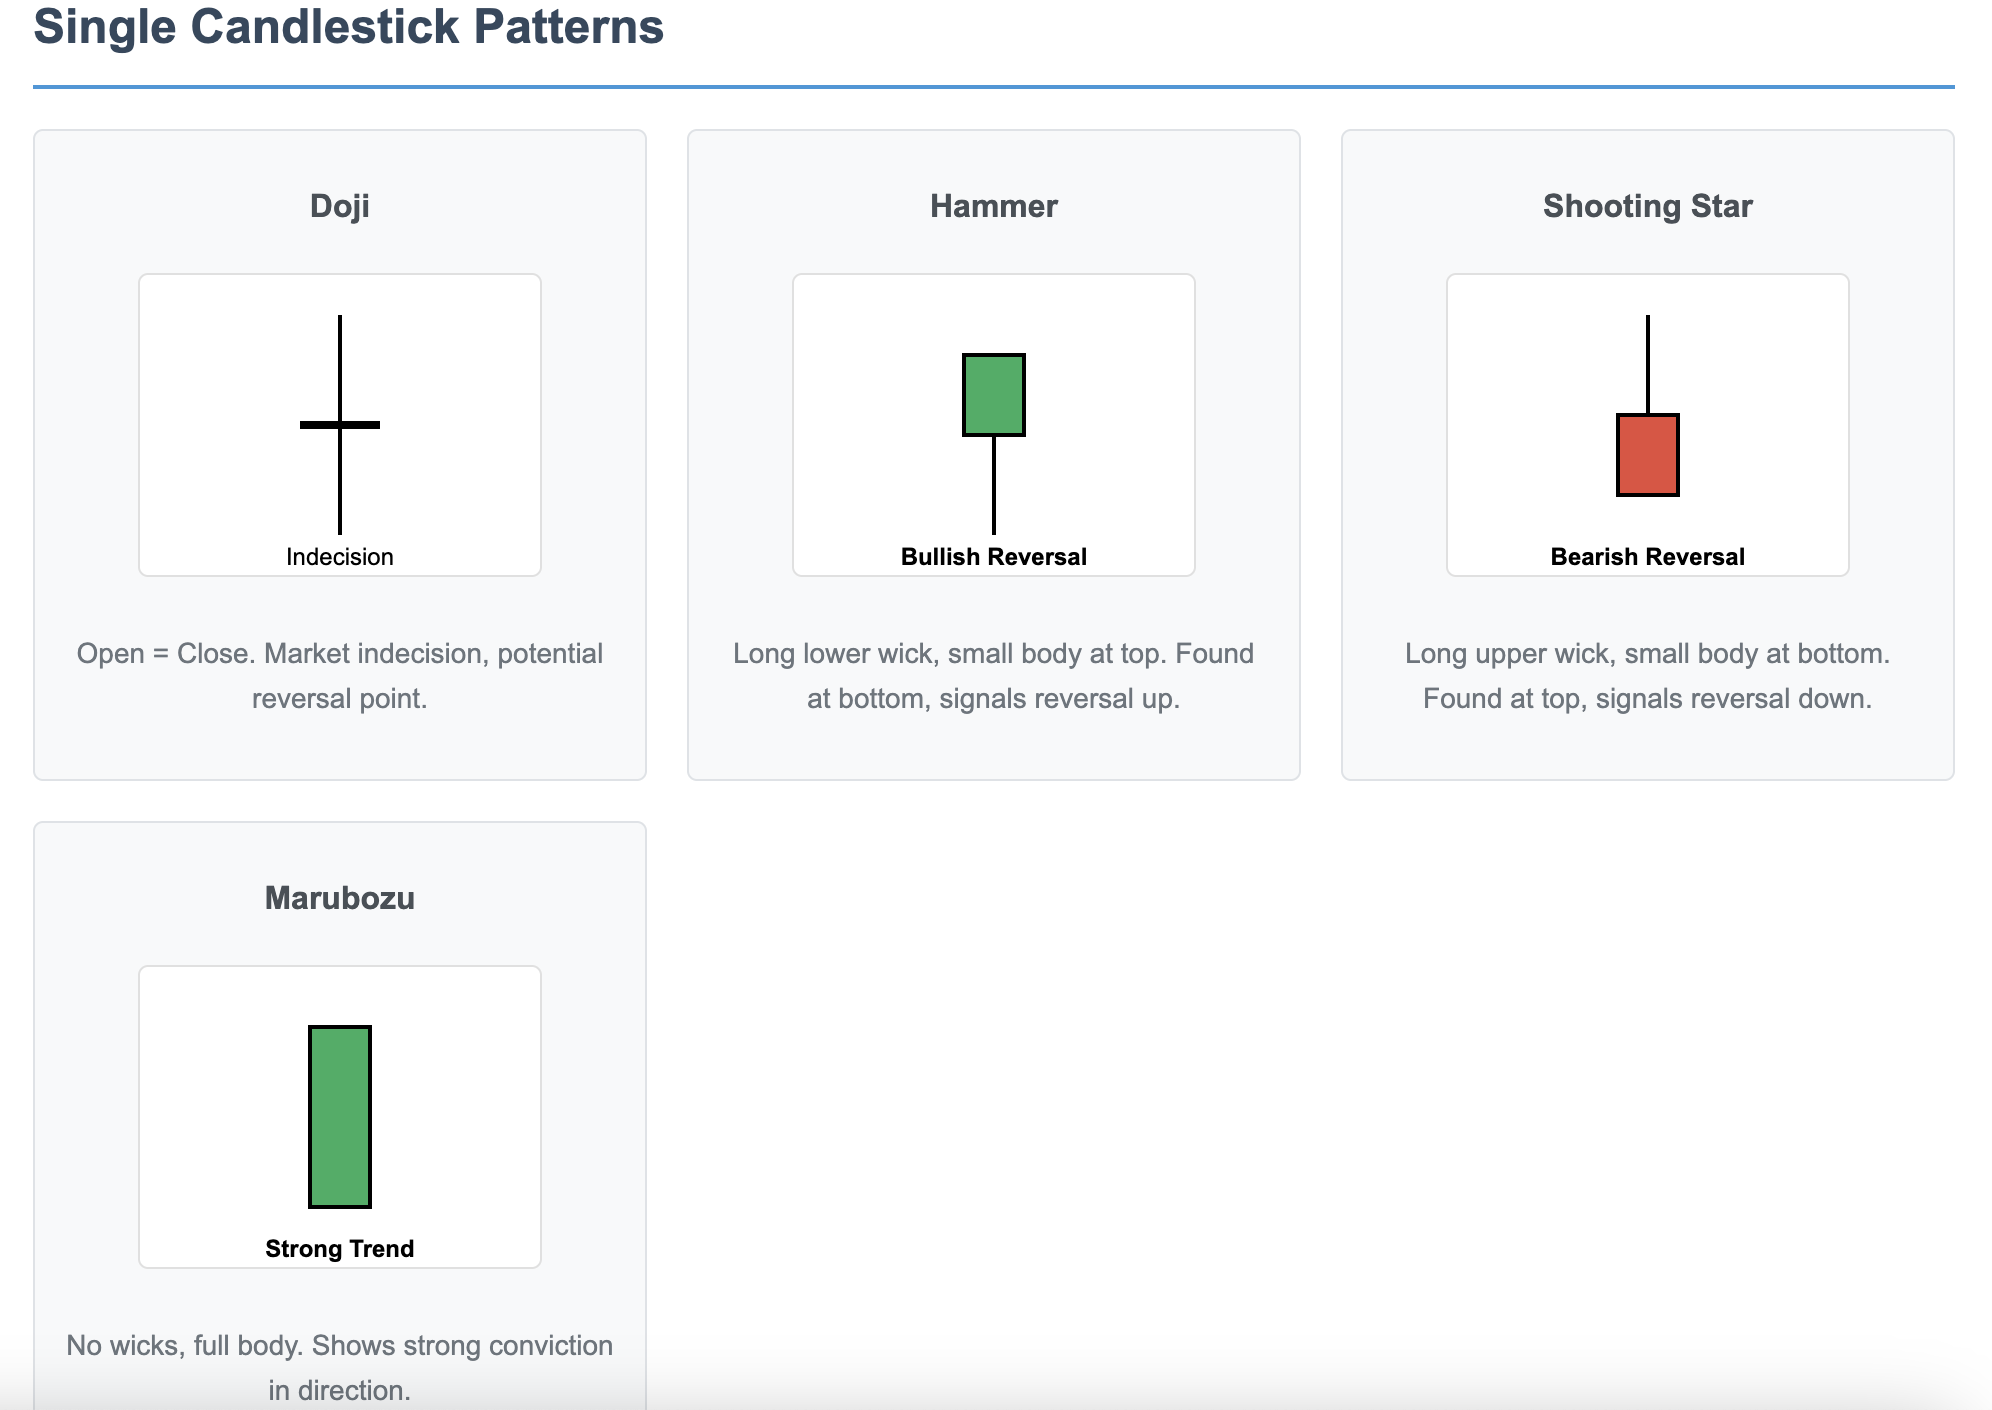 Single Candlestick Patterns
Doji
Indecision
Open = Close. Market indecision, potential
reversal point.
Hammer
Bullish Reversal
Long lower wick, small body at top. Found
at bottom, signals reversal up.
Shooting Star
Bearish Reversal
Long upper wick, small body at bottom.
Found at top, signals reversal down.
Marubozu
Strong Trend
No wicks, full body. Shows strong conviction
in direction.